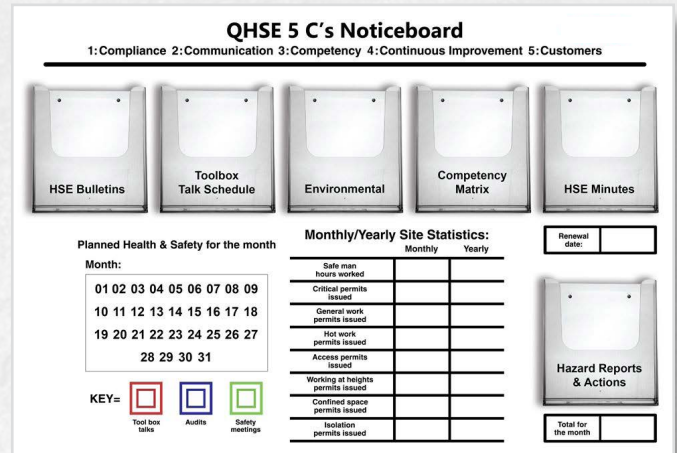 QHSE 5 C's Noticeboard
1:Compliance 2:Communication 3:Competency 4:Continuous Improvement 5:Customers
HSE Bulletins
Toolbox
Talk Schedule
Environmental
Competency
Matrix
HSE Minutes
Planned Health & Safety for the month
Month:
01 02 03 04 05 06 07 08 09
10 11 12 13 14 15 16 17 18
19 20 21 22 23 24 25 26 27
28 29 30 31
KEY=
Tool box
talks
Audits
Safety
meetings
Monthly/Yearly Site Statistics:
Monthly Yearly
Safe man
hours worked
Critical permits
issued
General work
permits issued
Hot work
permits issued
Access permits
issued
Working at heights
permits issued
Confined space
permits issued
Isolation
permits issued
Renewal
date:
Hazard Reports
& Actions
Total for
the month